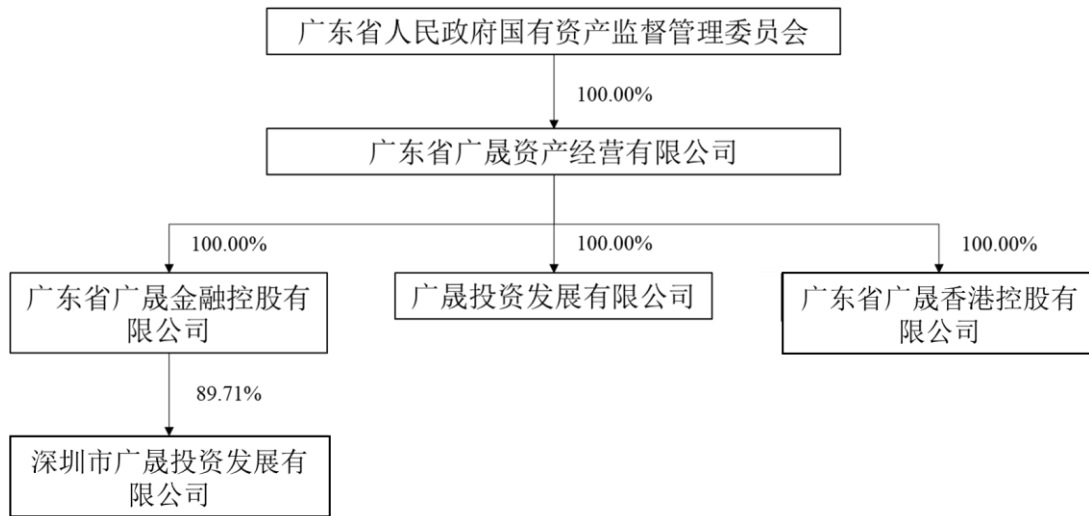 广东省人民政府国有资产监督管理委员会
100.00%
广东省广晟资产经营有限公司
100.00%
100.00%
100.00%
广东省广晟金融控股有
限公司
广晟投资发展有限公司
广东省广晟香港控股有
限公司
89.71%
深圳市广晟投资发展有
限公司